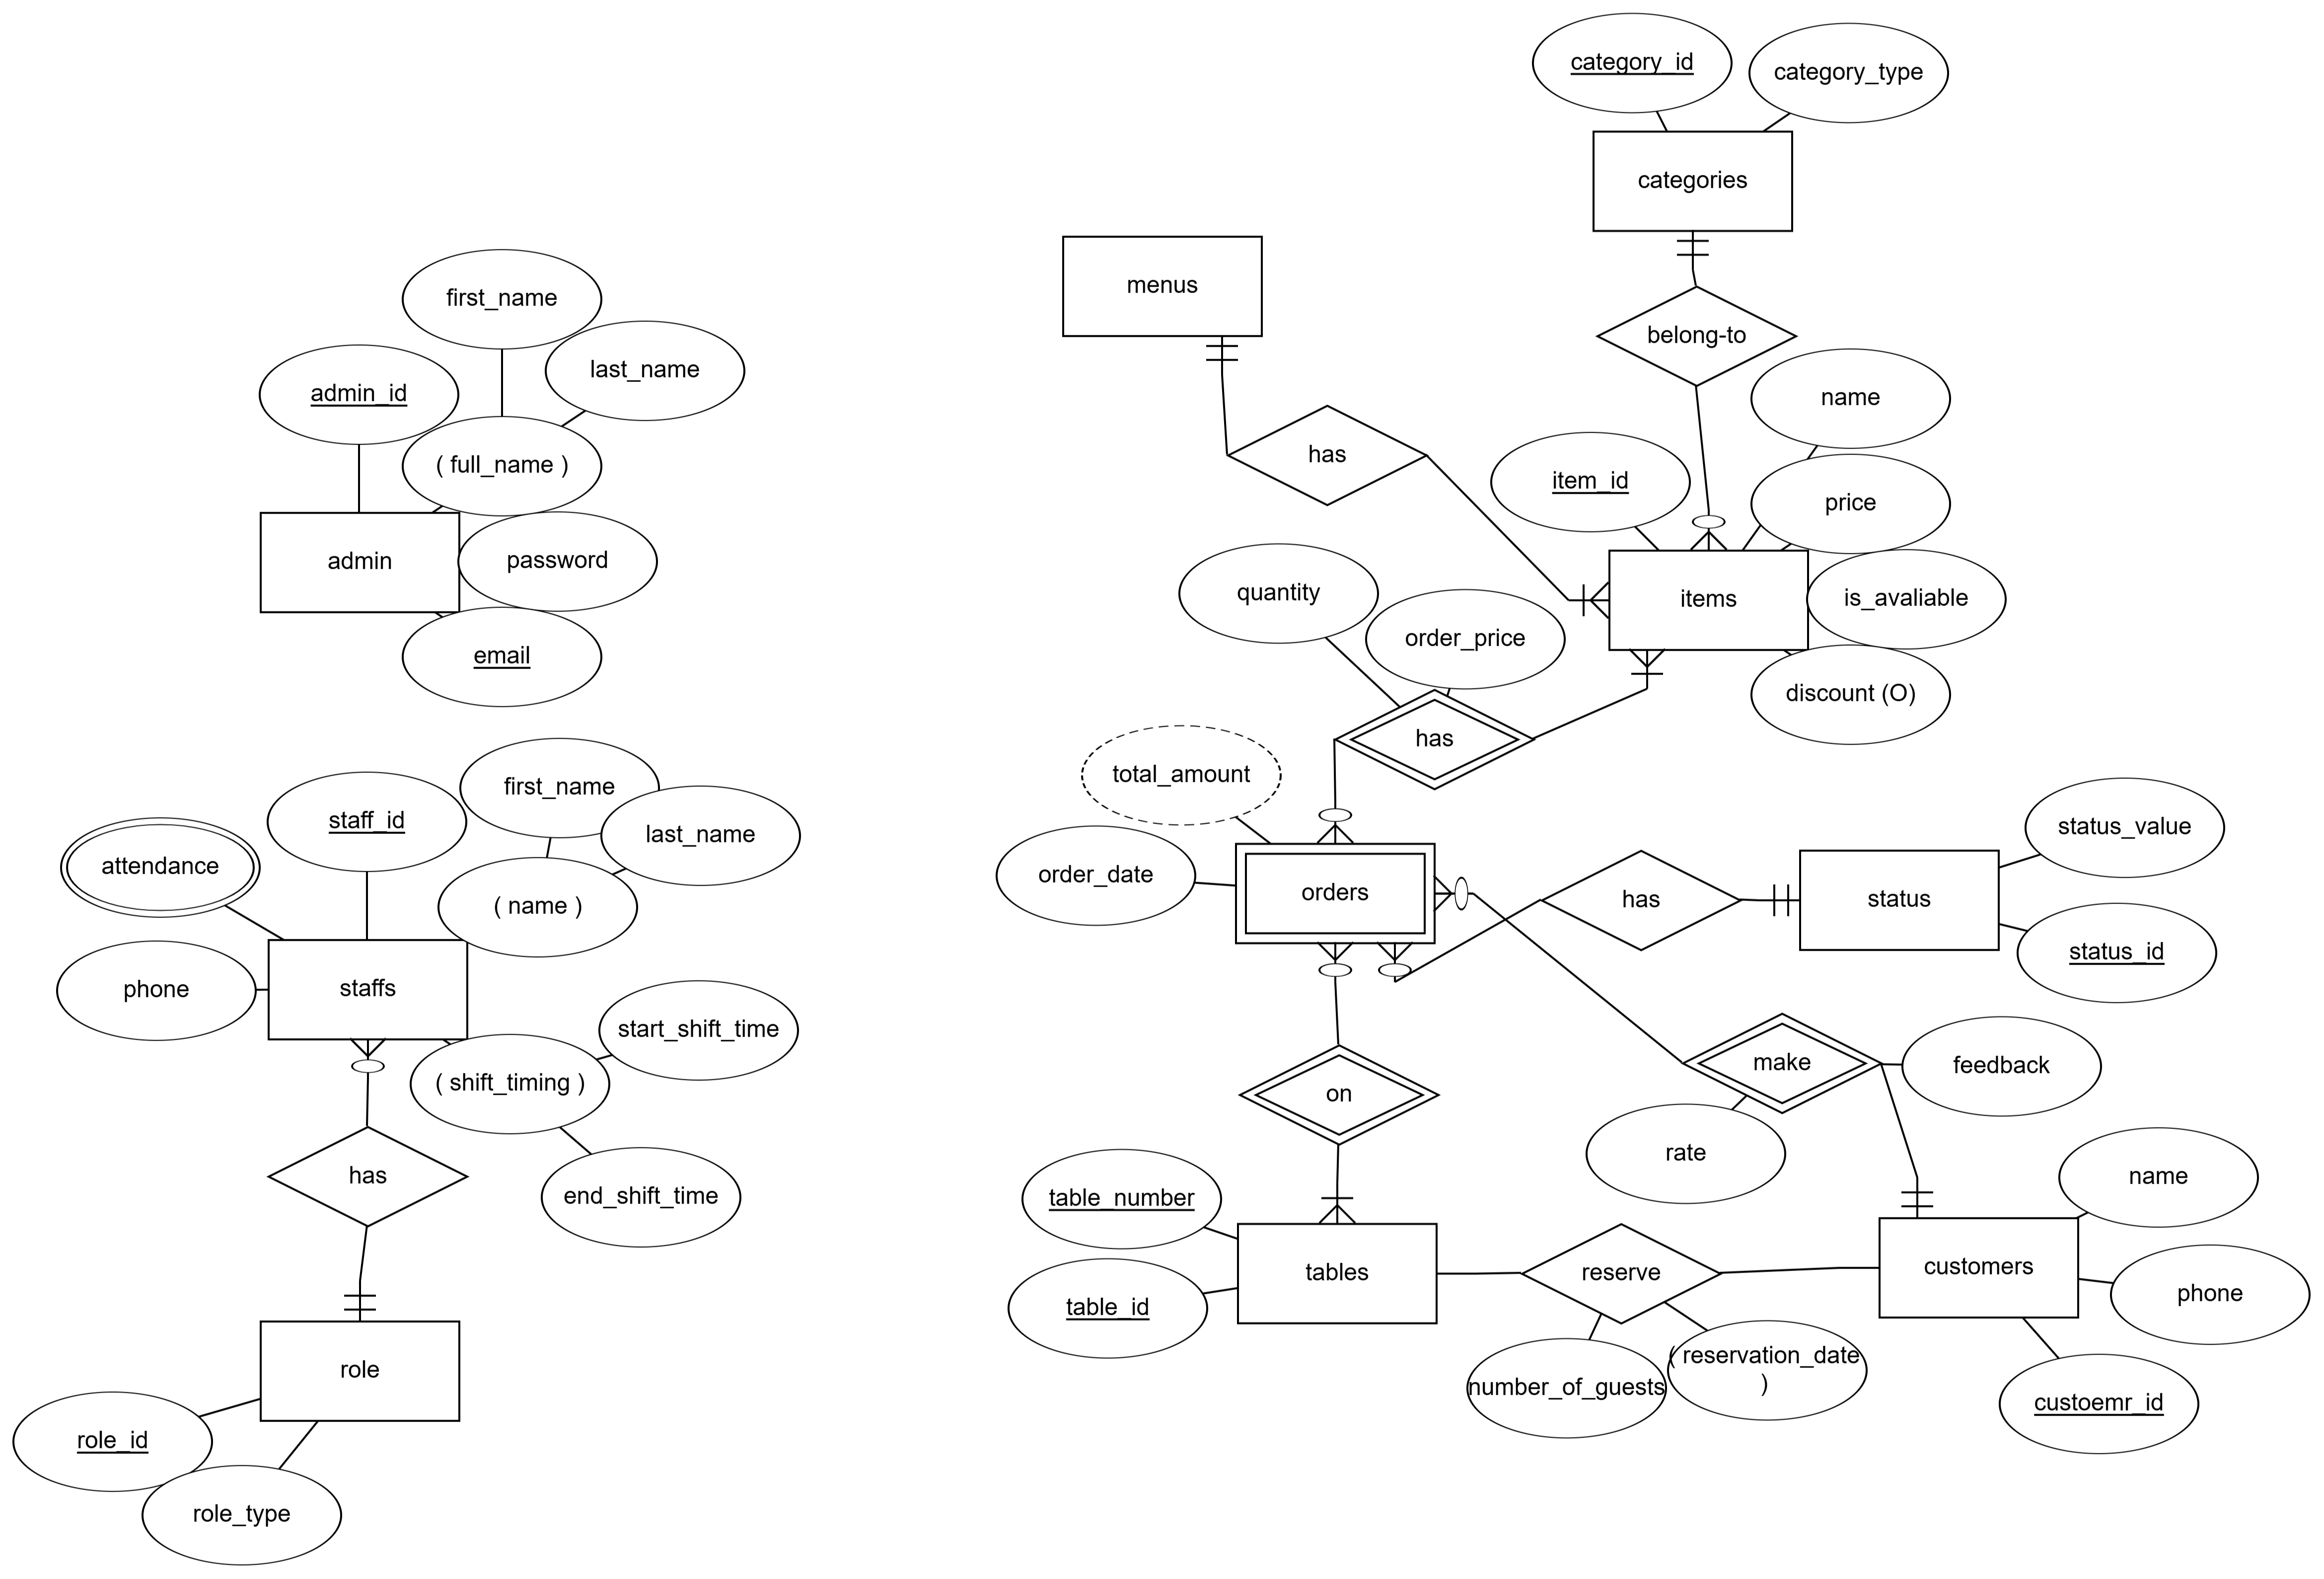 category_id
category_type
categories
menus
first_name
last_name
admin_id
belong-to
name
( full_name )
has
item_id
price
admin
password
quantity
items
is_avaliable
order_price
email
discount (O)
has
total_amount
first_name
staff_id
last_name
status_value
attendance
order_date
orders
has
status
( name )
status_id
phone
staffs
start_shift_time
make
feedback
( shift_timing )
on
rate
has
end_shift_time
table_number
name
tables
reserve
customers
phone
table_id
( reservation_date
)
role
number_of_guests
custoemr_id
role_id
role_type